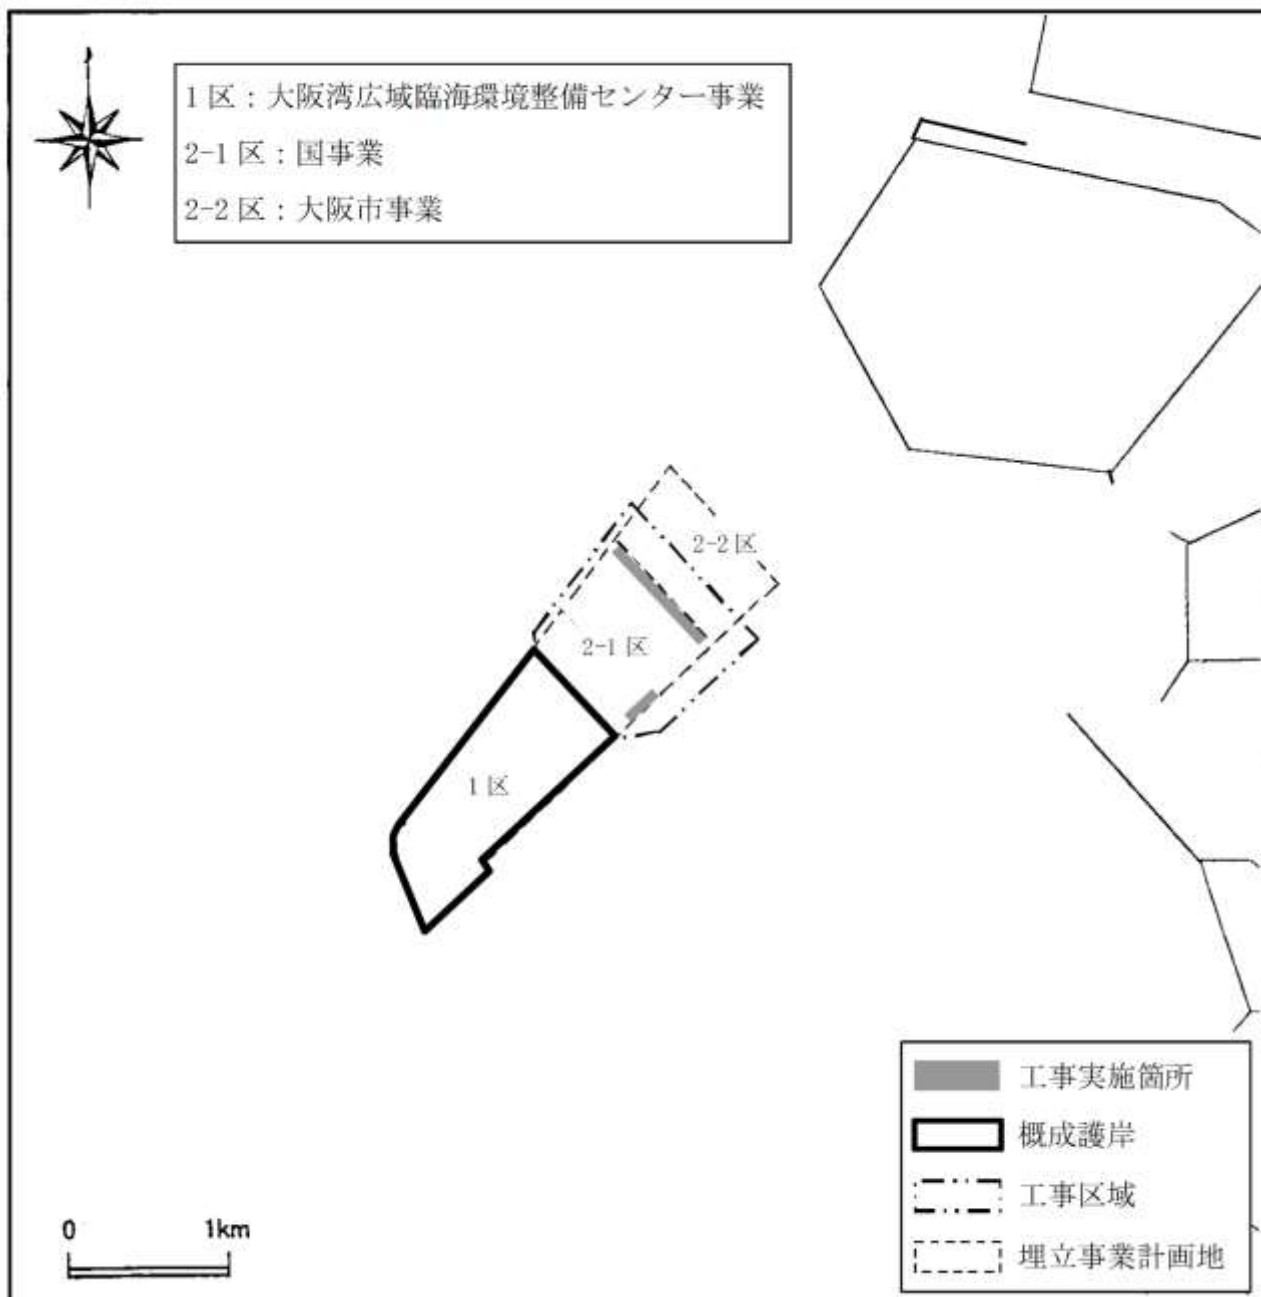 1区：大阪湾広域臨海環境整備センター事業
2-1区：国事業
2-2区：大阪市事業
2-2区
2-1区
1区
工事実施箇所
概成護岸
工事区域
埋立事業計画地
0 1km